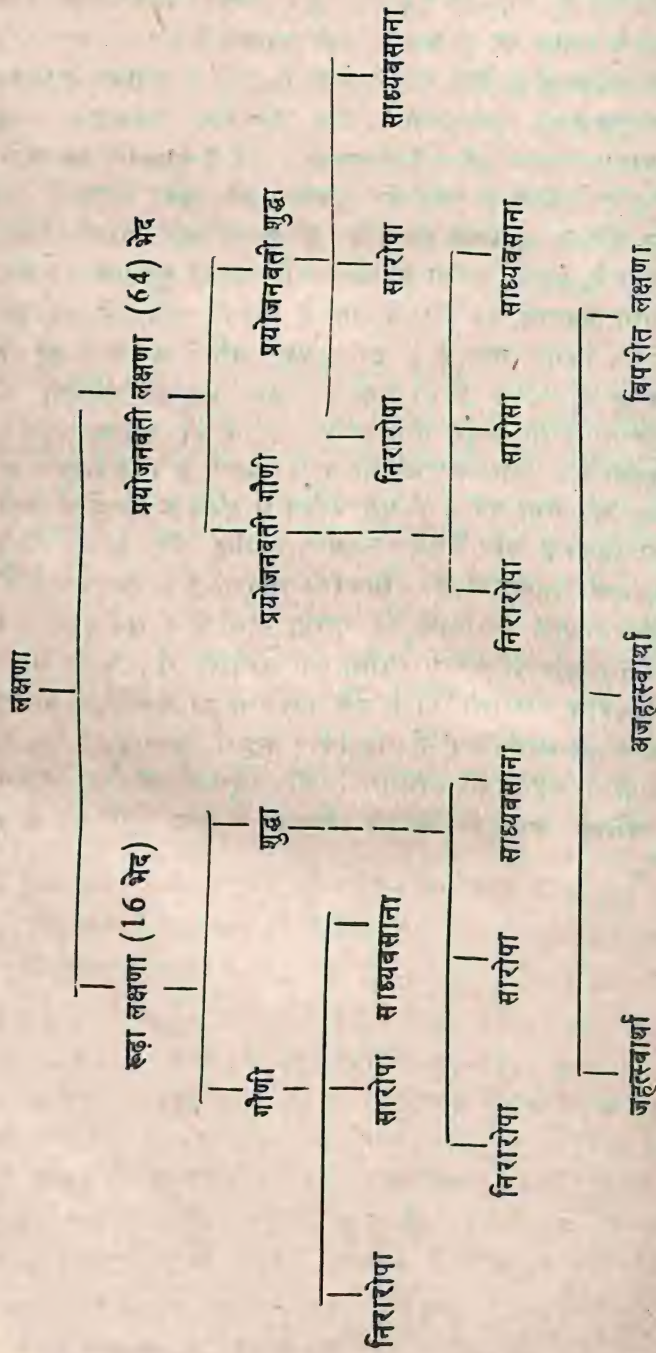 लक्षणा
रूढ़ा लक्षणा (16 भेद)
प्रयोजनवती लक्षणा (64) भेद
गौणी
शुद्धा
प्रयोजनवती गौणी
प्रयोजनवती शुद्धा
निरारोपा
सारोपा
साध्यवसाना
निरारोपा
सारोपा
साध्यवसाना
निरारोपा
सारोपा
साध्यवसाना
निरारोपा
सारोसा
साध्यवसाना
जहत्स्वार्था
अजहत्स्वार्था
विपरीत लक्षणा